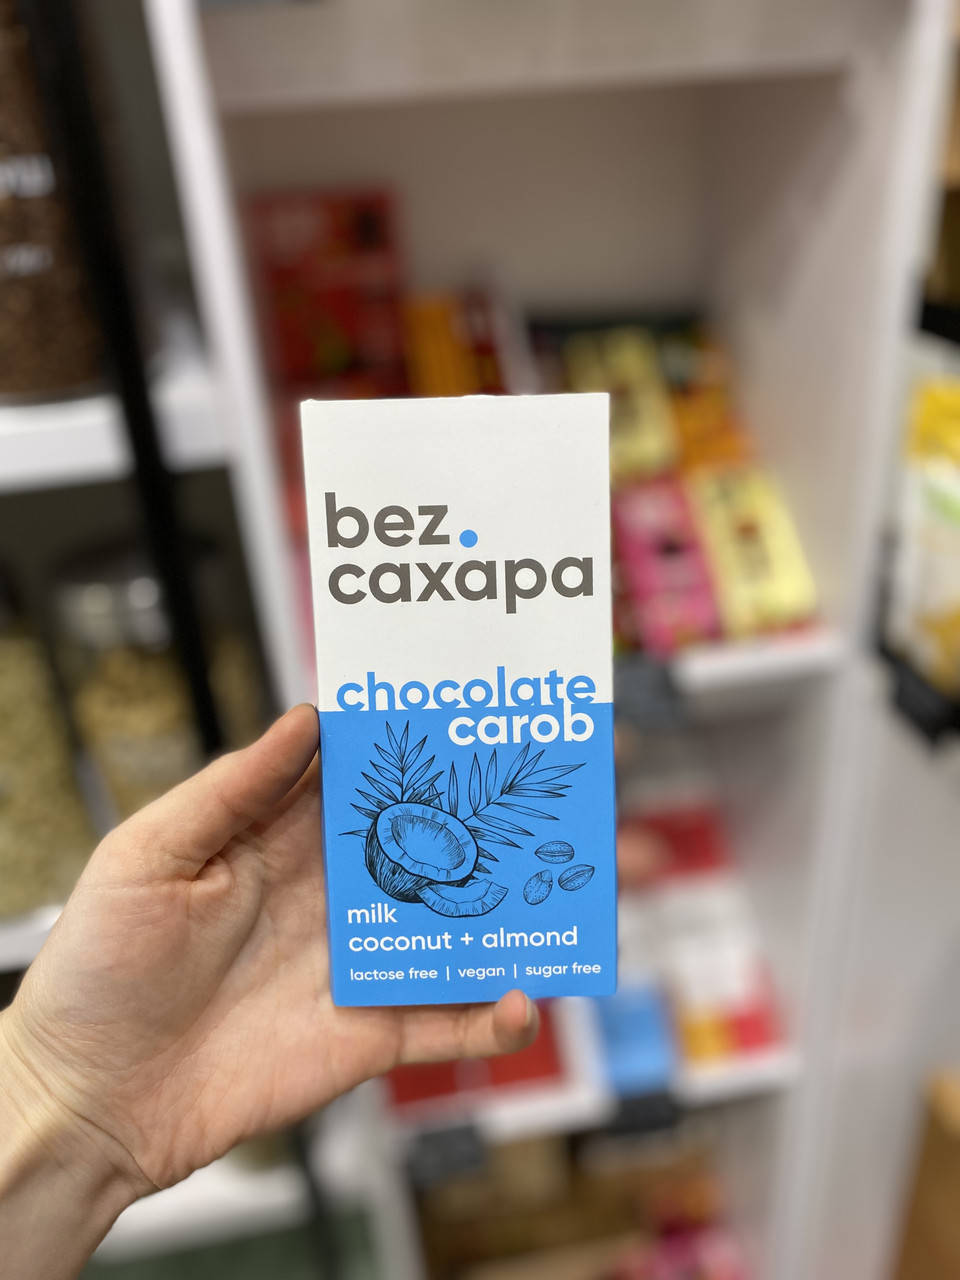 bez.
сахара
chocolate
carob
milk
coconut + almond
lactose free | vegan | sugar free